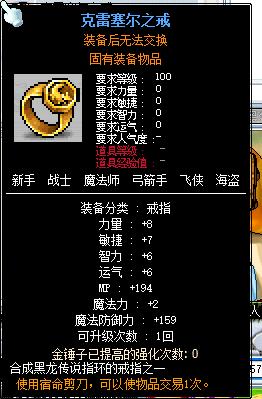 克雷塞尔之戒
装备后无法交换
固有装备物品
要求等级 : 100
要求力量 : 0
要求敏捷 : 0
要求智力 : 0
要求运气 : 0
要求人气度 : -
道具等级 : -
道具经验值 : -
新手 战士 魔法师 弓箭手 飞侠 海盗
装备分类 : 戒指
力量 : +8
敏捷 : +7
智力 : +6
运气 : +6
MP : +194
魔法力 : +2
魔法防御力 : +159
可升级次数 : 1回
金锤子已提高的强化次数: 0
合成黑龙传说指环的戒指之一
使用宿命剪刀，可以使物品交易1次。